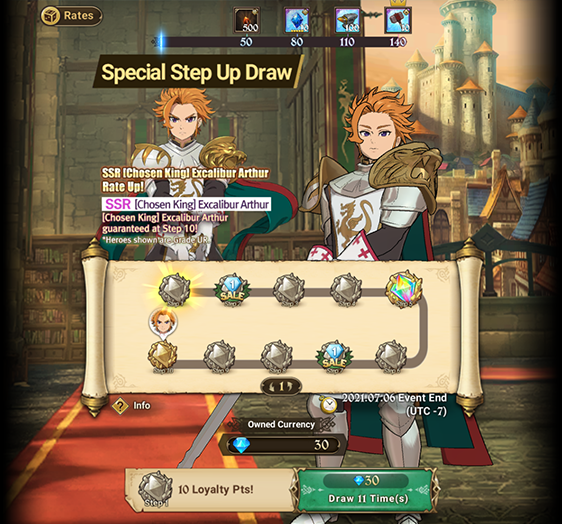 Rates
500
100
10
50
80
110
140
Special Step Up Draw
SSR [Chosen King] Excalibur Arthur
Rate Up!
SSR [Chosen King] Excalibur Arthur
[Chosen King] Excalibur Arthur
guaranteed at Step 10!
*Heroes shown are grade UR
SALE
SALE
Info
2021.07.06 Event End
(UTC -7)
Owned Currency
30
Step 1
10 Loyalty Pts!
30
Draw 11 Time(s)